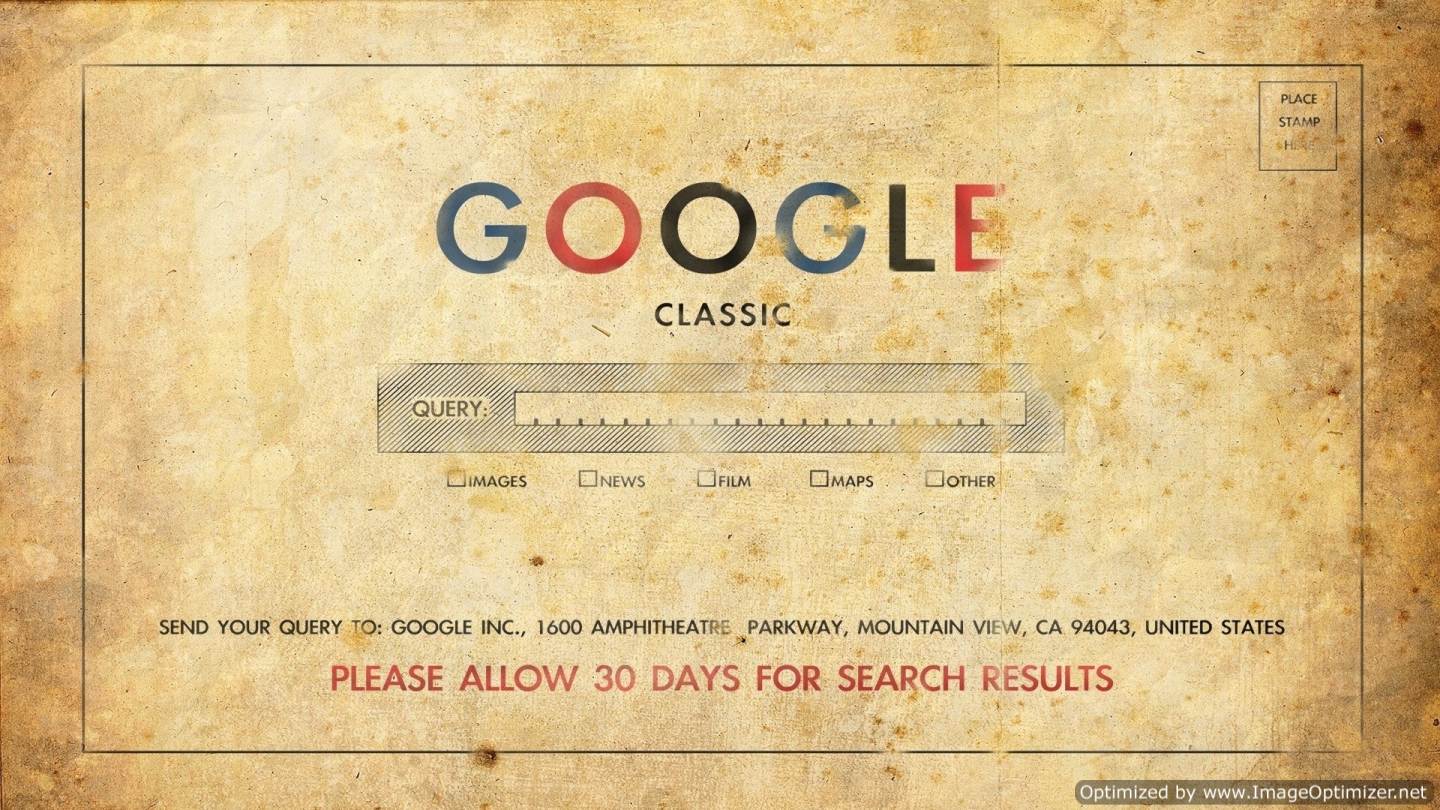 PLACE
STAMP
HERE
GOOGLE
CLASSIC
QUERY:
IMAGES NEWS FILM MAPS OTHER
SEND YOUR QUERY TO: GOOGLE INC., 1600 AMPHITHEATRE PARKWAY, MOUNTAIN VIEW, CA 94043, UNITED STATES
PLEASE ALLOW 30 DAYS FOR SEARCH RESULTS
Optimized by www.ImageOptimizer.net